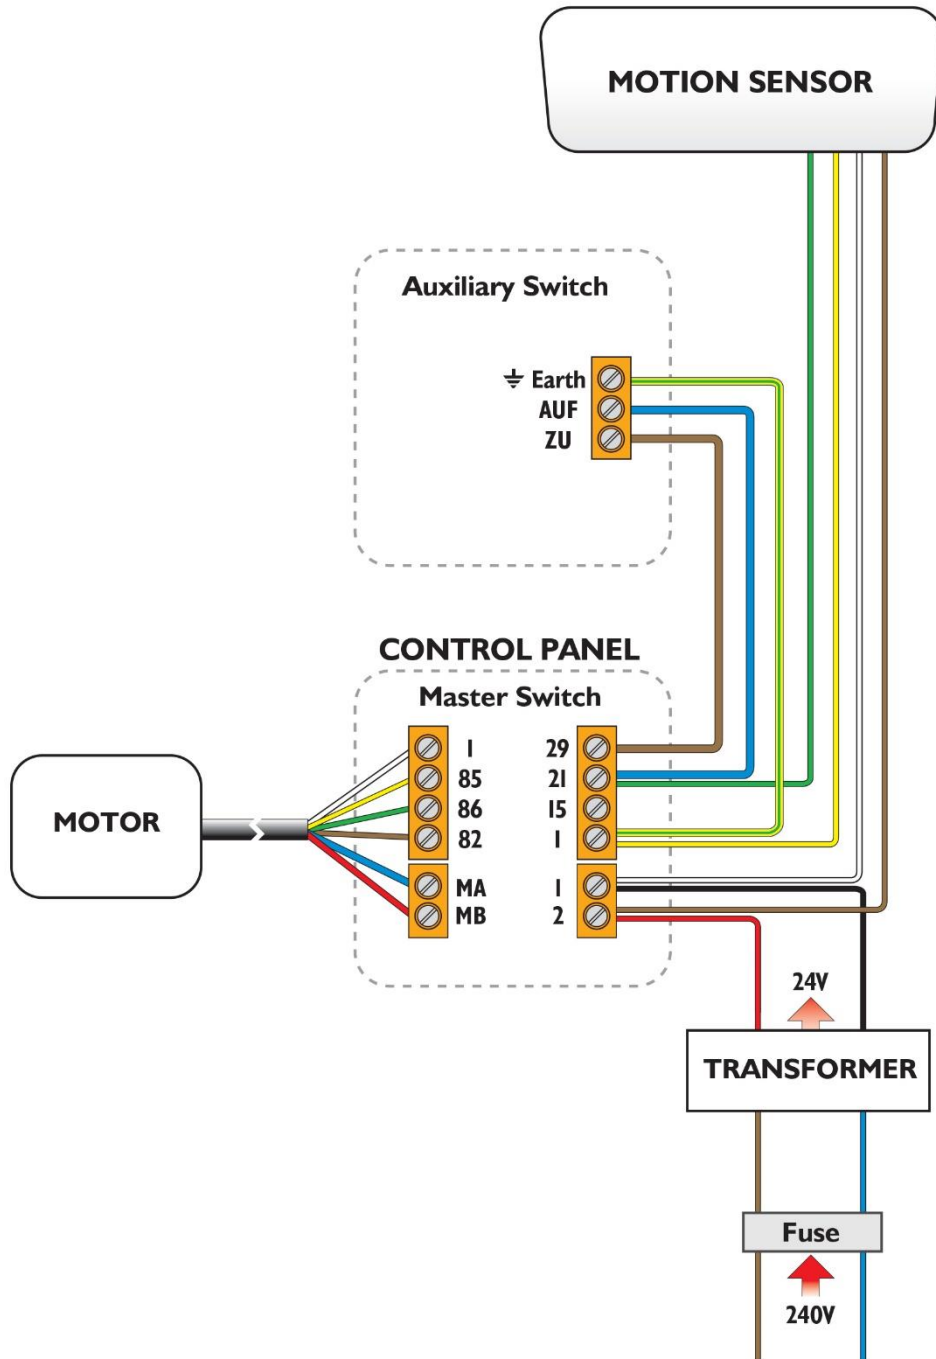 MOTION SENSOR
Auxiliary Switch
Earth
AUF
ZU
CONTROL PANEL
Master Switch
1 29
85 21
86 15
82 1
MA 1
MB 2
MOTOR
24V
TRANSFORMER
Fuse
240V